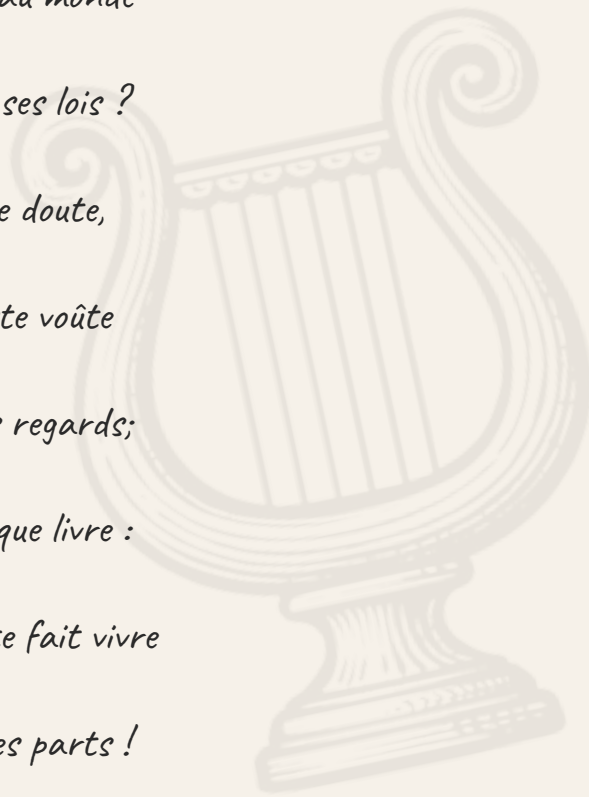 au monde
ses lois ?
e doute,
te voûte
regards;
que livre :
e fait vivre
es parts !